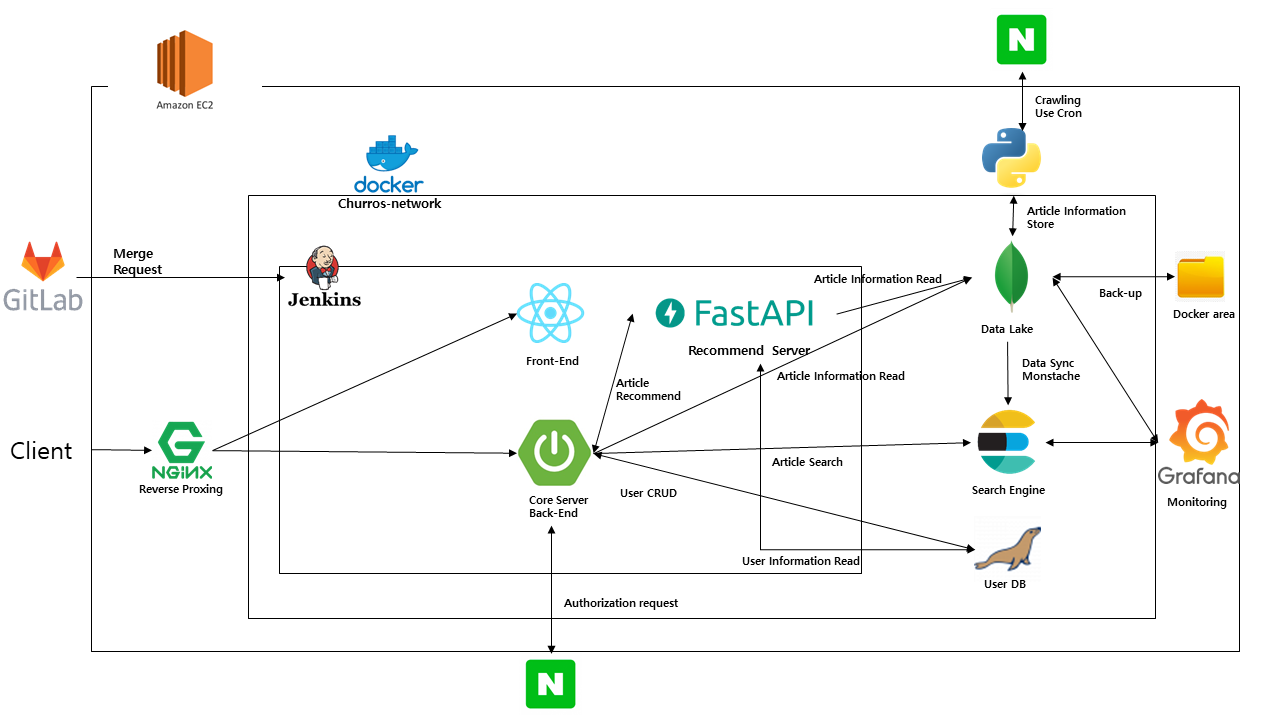 N
Amazon EC2
Crawling
Use Cron
docker
Churros-network
Article Information
Store
Merge
Request
GitLab
Jenkins
Article Information Read
FastAPI
Recommend Server
Back-up
Docker area
Data Lake
Front-End
Data Sync
Monstache
Article Information Read
Article
Recommend
Client
NGiNX
Reverse Proxing
Article Search
Grafana
Monitoring
Search Engine
User CRUD
Core Server
Back-End
User Information Read
User DB
Authorization request
N